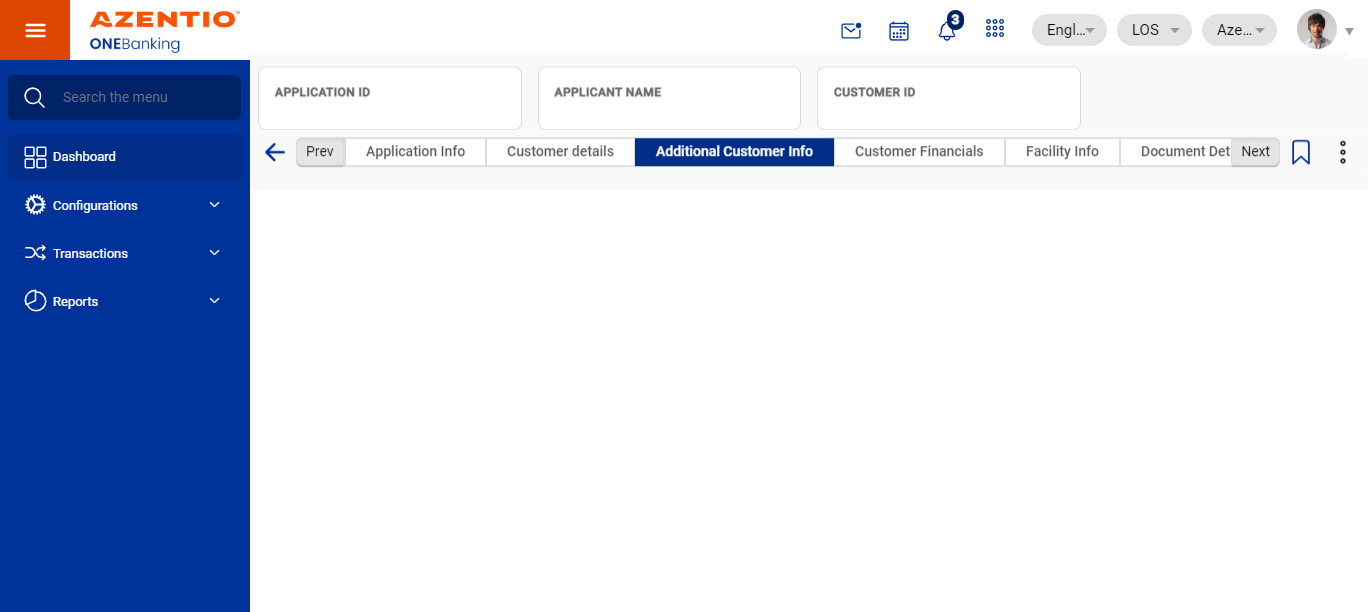 AZENTIO™
ONEBanking
3
Engl...
LOS
Aze...
Search the menu
Dashboard
Configurations
Transactions
Reports
APPLICATION ID
APPLICANT NAME
CUSTOMER ID
Prev
Application Info
Customer details
Additional Customer Info
Customer Financials
Facility Info
Document Det
Next